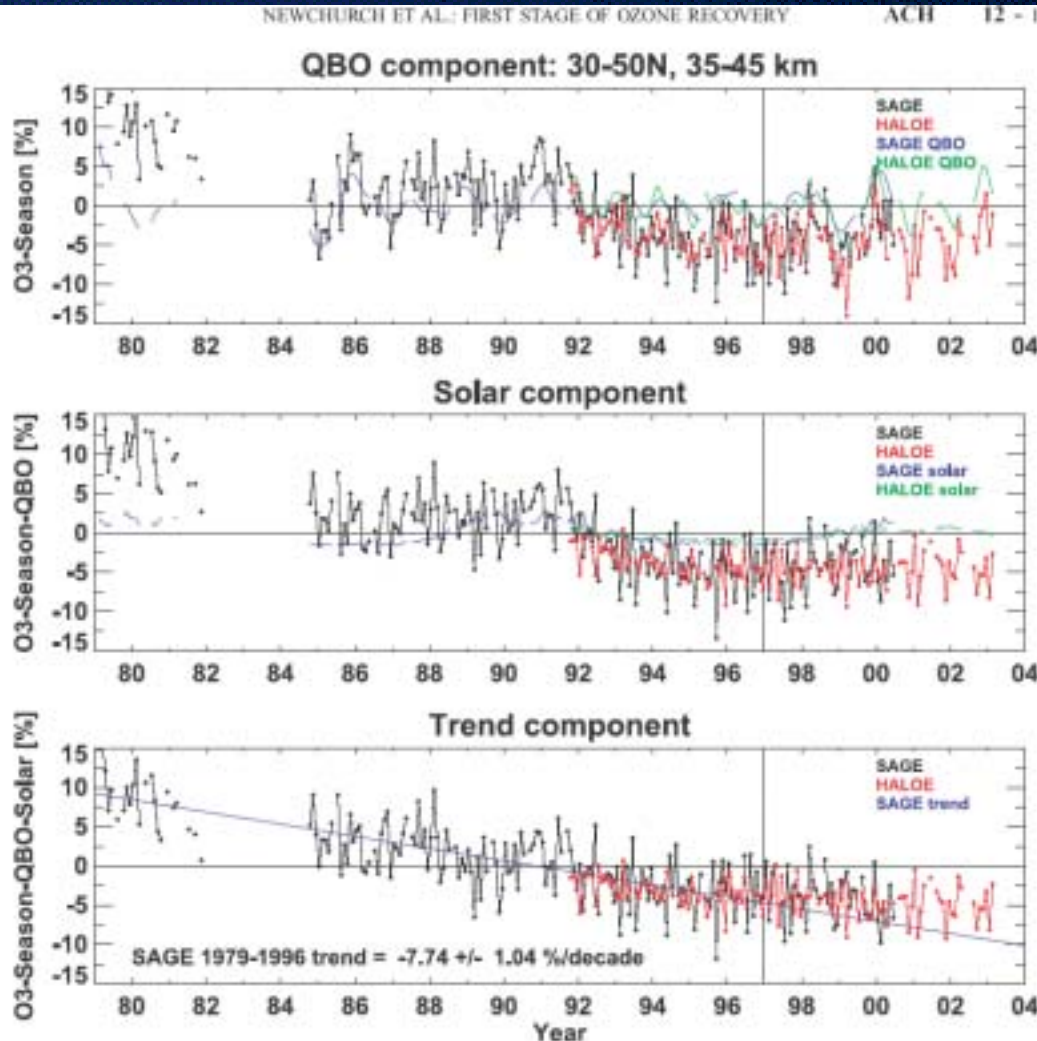 NEWCHURCH ET AL.: FIRST STAGE OF OZONE RECOVERY ACH 12 - 1
QBO component: 30-50N, 35-45 km
O3-Season [%]
15
10
5
0
-5
-10
-15
SAGE
HALOE
SAGE QBO
HALOE QBO
80 82 84 86 88 90 92 94 96 98 00 02 04
Solar component
O3-Season-QBO [%]
15
10
5
0
-5
-10
-15
SAGE
HALOE
SAGE solar
HALOE solar
80 82 84 86 88 90 92 94 96 98 00 02 04
Trend component
O3-Season-QBO-Solar [%]
15
10
5
0
-5
-10
-15
SAGE
HALOE
SAGE trend
SAGE 1979-1996 trend = -7.74 +/- 1.04 %/decade
80 82 84 86 88 90 92 94 96 98 00 02 04
Year